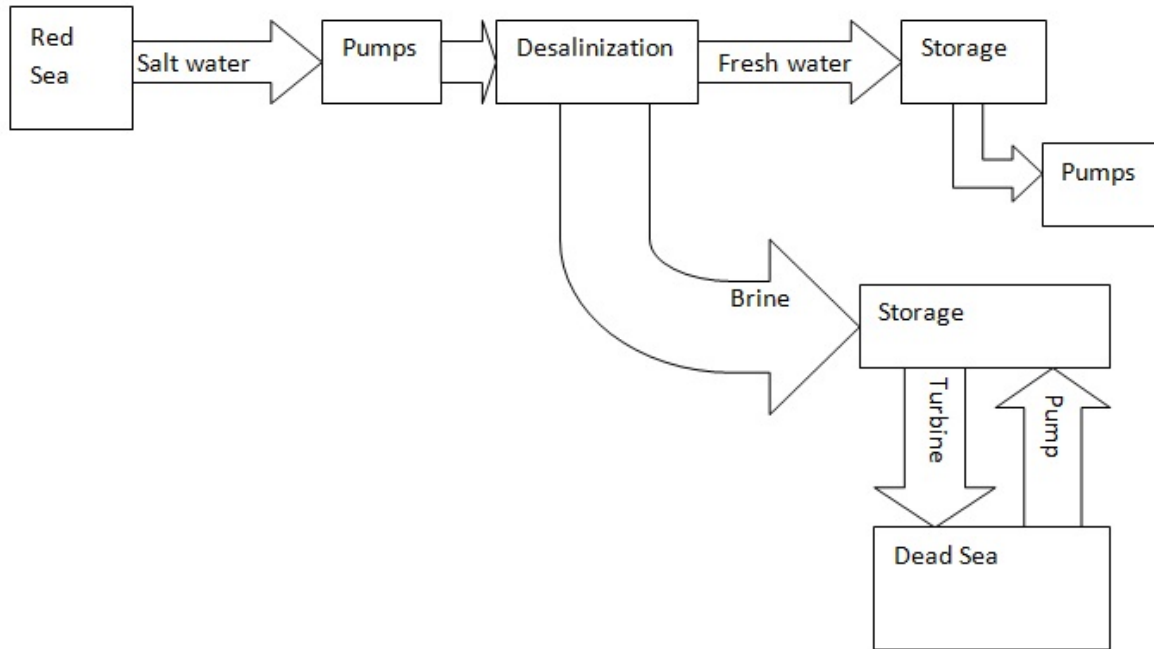 Red
Sea
Salt water
Pumps
Desalinization
Fresh water
Storage
Pumps
Brine
Storage
Turbine
Pump
Dead Sea